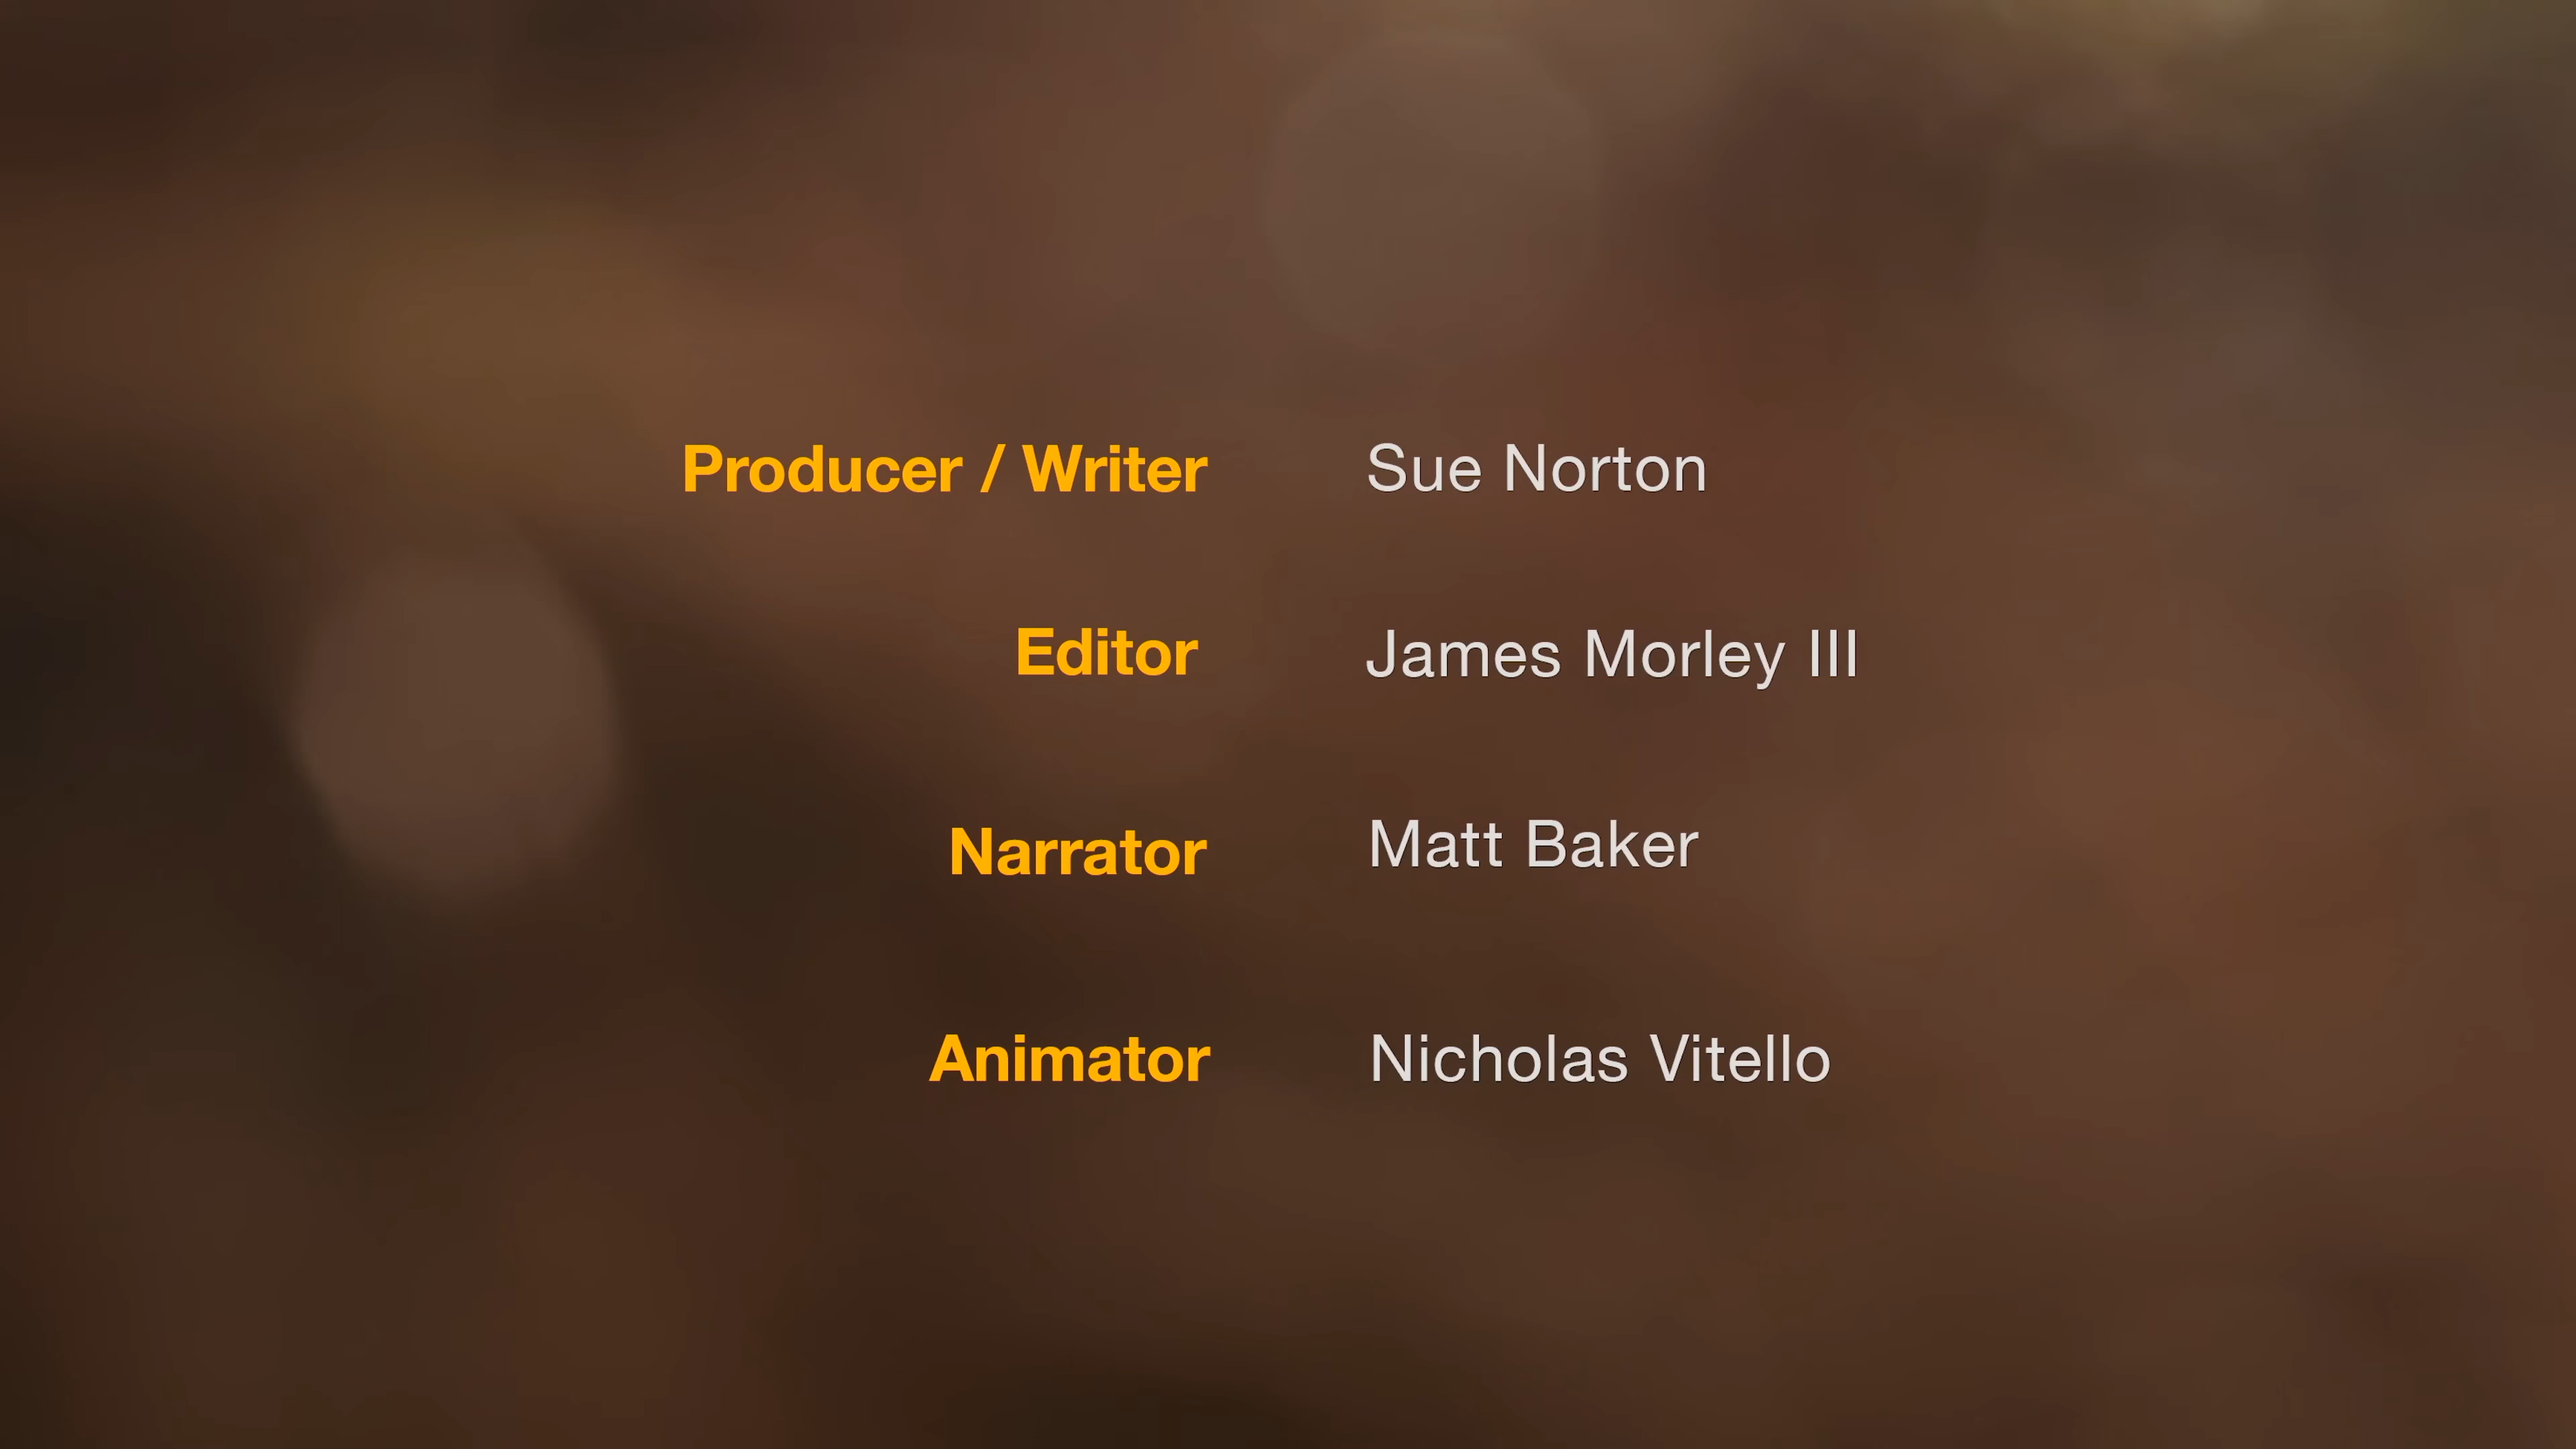 Producer / Writer Sue Norton
Editor James Morley III
Narrator Matt Baker
Animator Nicholas Vitello